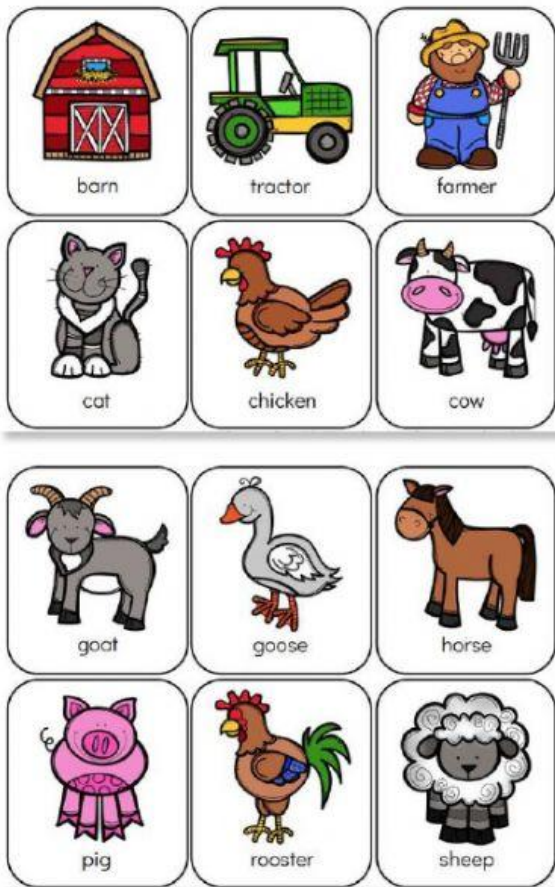 barn
tractor
farmer
cat
chicken
cow
goat
goose
horse
pig
rooster
sheep